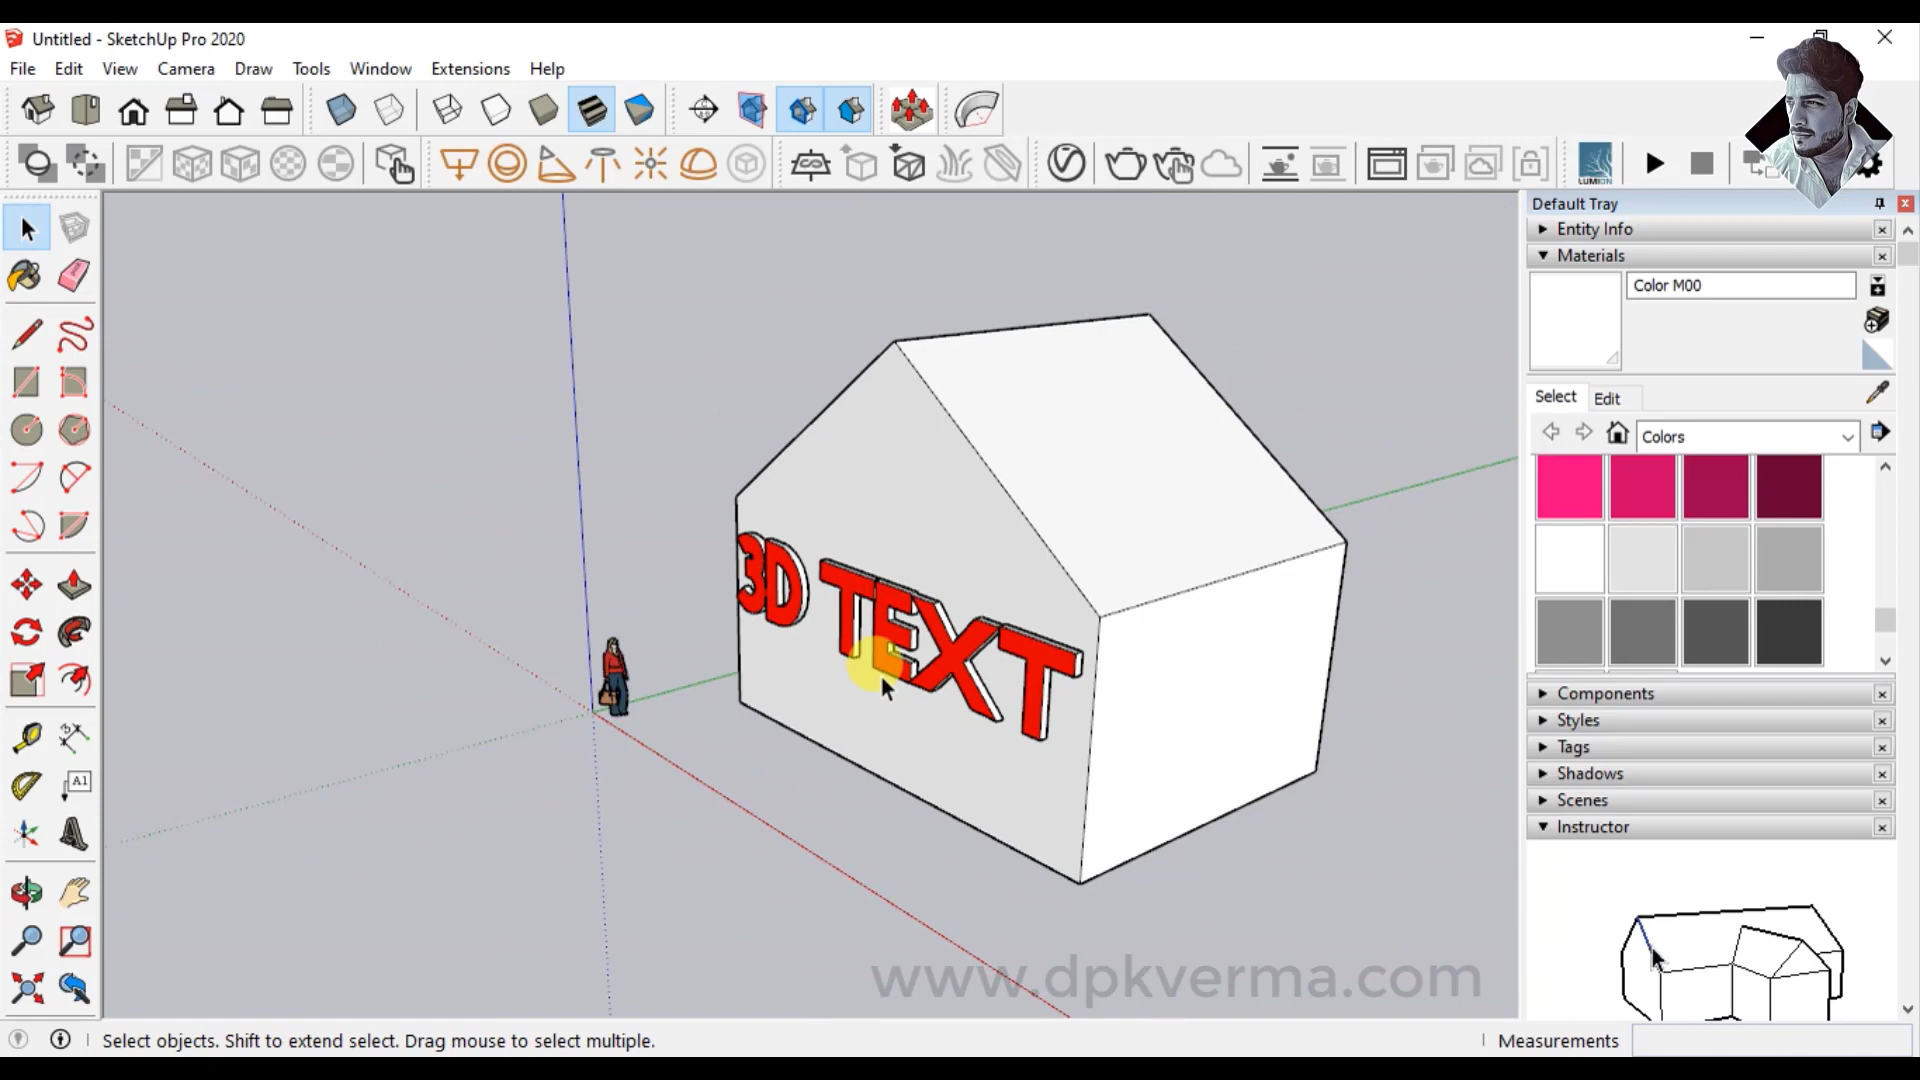 Untitled - SketchUp Pro 2020
File Edit View Camera Draw Tools Window Extensions Help
LUMION
Default Tray
Entity Info
Materials
Color M00
Select Edit
Colors
3D TEXT
A1
Components
Styles
Tags
Shadows
Scenes
Instructor
www.dpkverma.com
Select objects. Shift to extend select. Drag mouse to select multiple.
Measurements